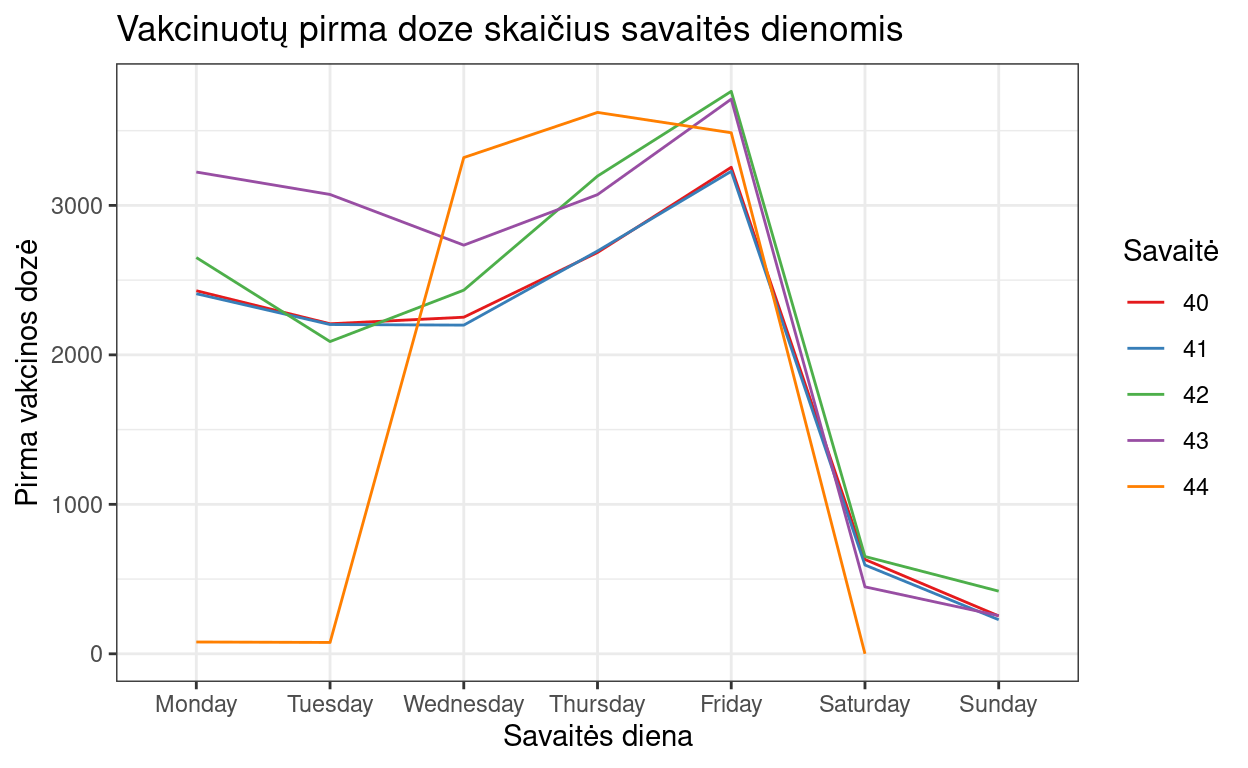 Vakcinuotų pirma doze skaičius savaitės dienomis
Pirma vakcinos dozė
3000
2000
1000
0
Monday Tuesday Wednesday Thursday Friday Saturday Sunday
Savaitės diena
Savaitė
40
41
42
43
44